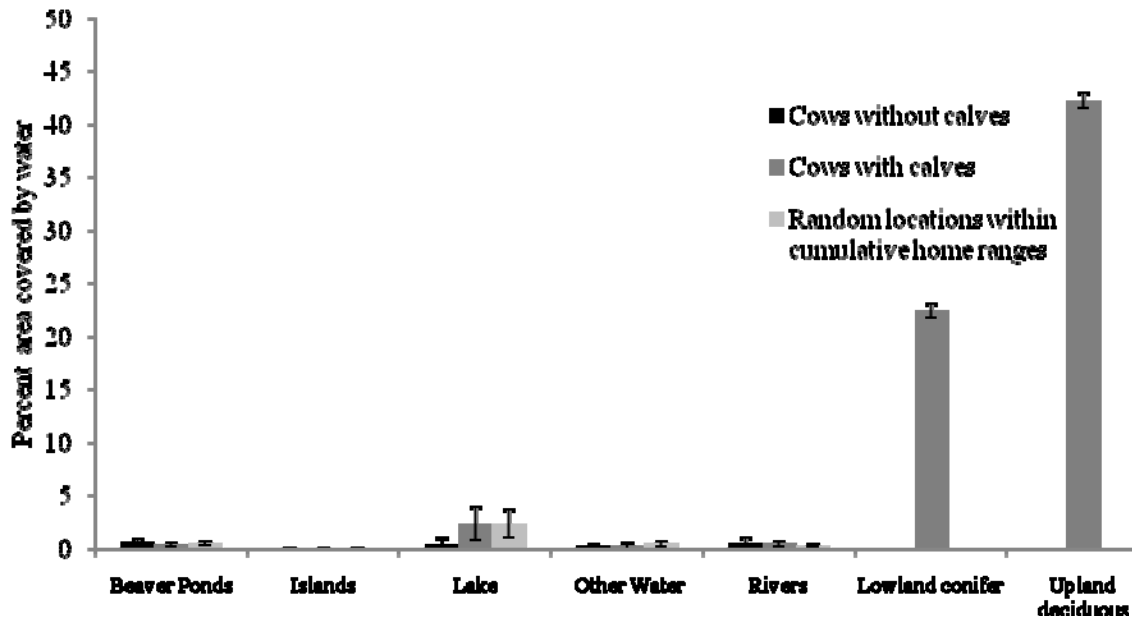 50
45
40
35
30
25
20
15
10
5
0
Percent area covered by water
Cows without calves
Cows with calves
Random locations within
cumulative home ranges
Beaver Ponds
Islands
Lake
Other Water
Rivers
Lowland conifer
Upland
deciduous